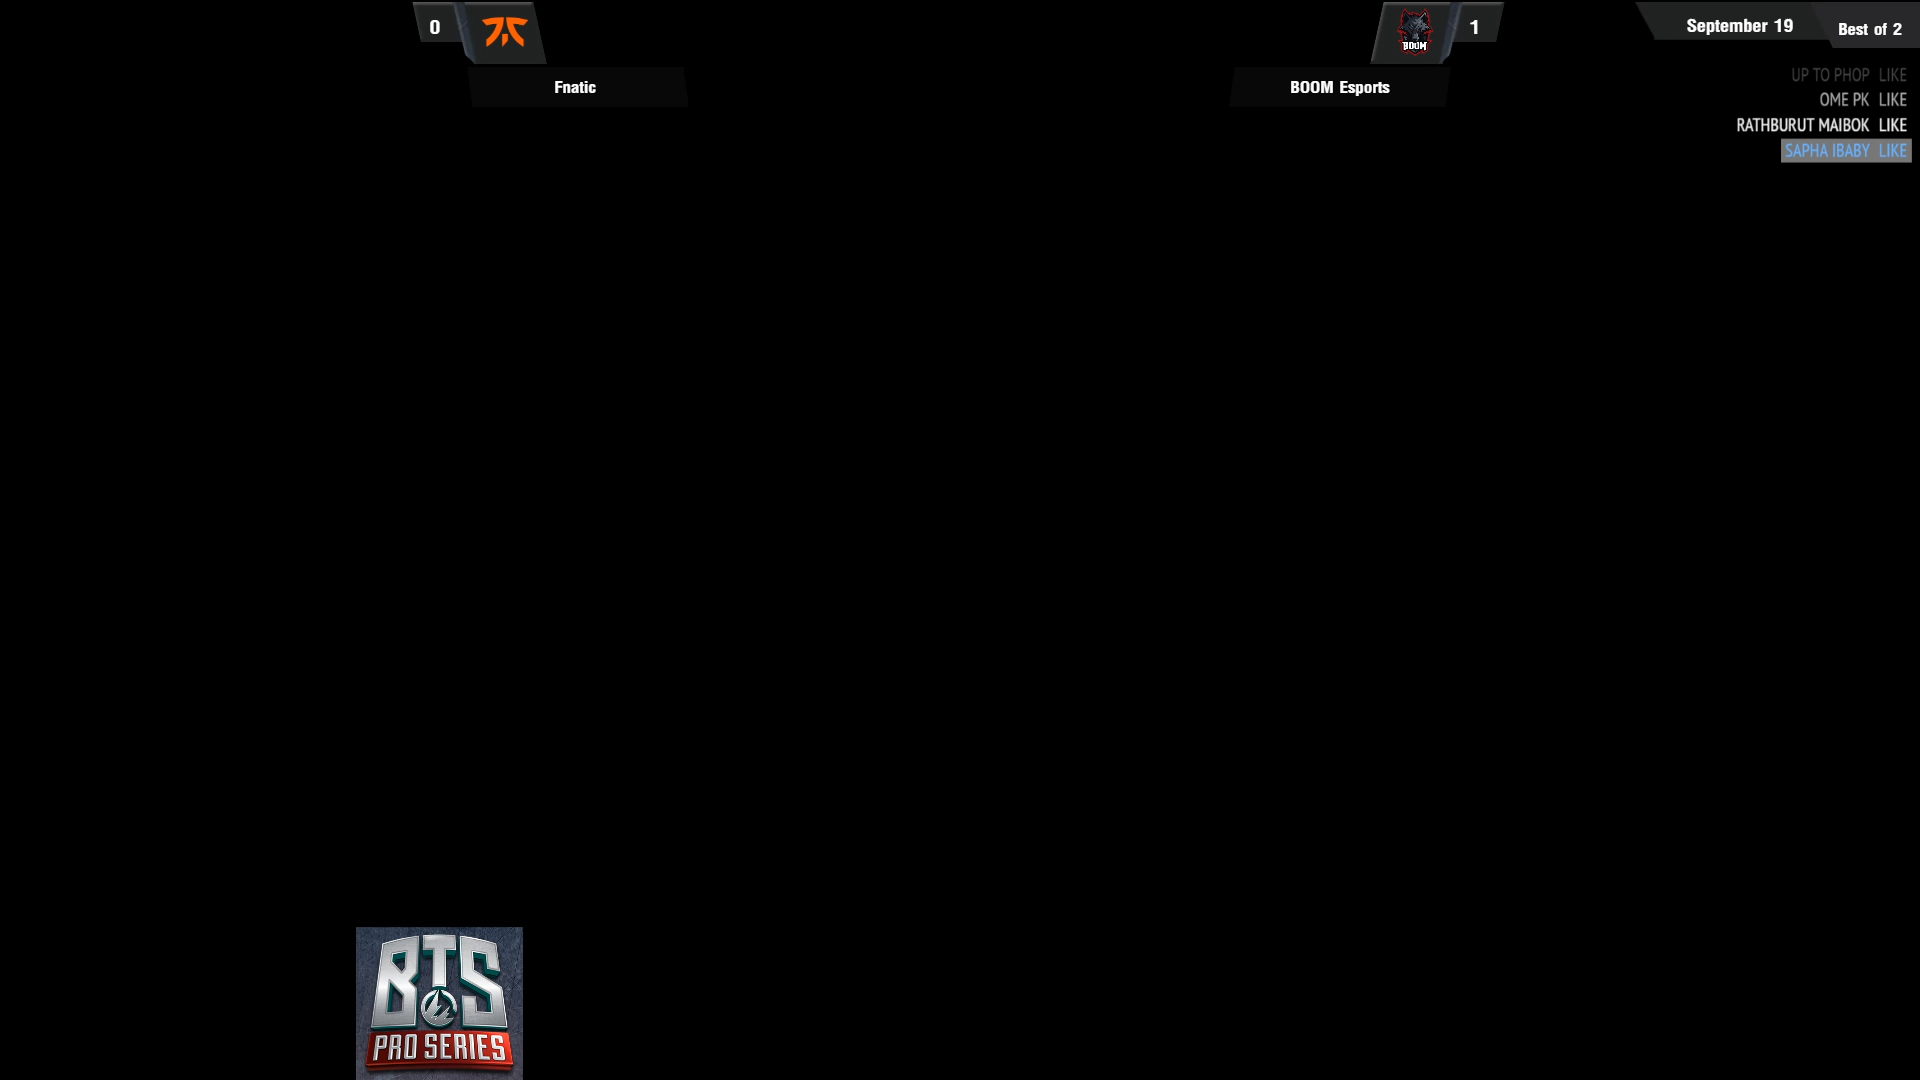 0
1
BOOM
September 19
Best of 2
Fnatic
BOOM Esports
UP TO PHOP LIKE
OME PK LIKE
RATHBURUT MAIBOK LIKE
SAPHA IBABY LIKE
BTS
PRO SERIES